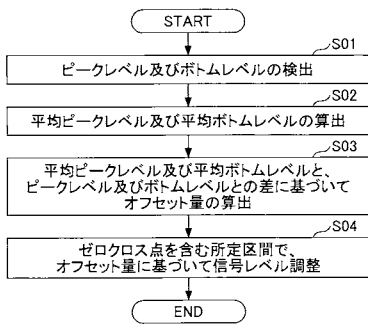 START
S01
ピークレベル及びボトムレベルの検出
S02
平均ピークレベル及び平均ボトムレベルの算出
S03
平均ピークレベル及び平均ボトムレベルと、
ピークレベル及びボトムレベルとの差に基づいて
オフセット量の算出
S04
ゼロクロス点を含む所定区間で、
オフセット量に基づいて信号レベル調整
END